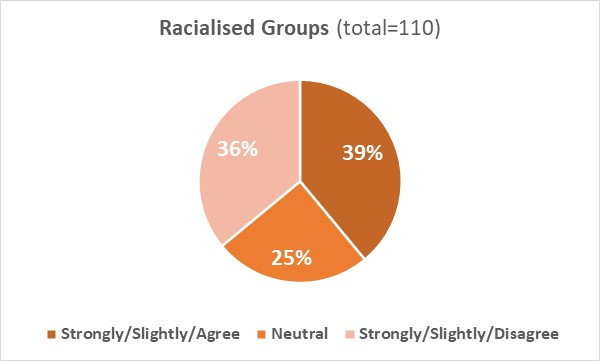 Racialised Groups (total=110)
36%
39%
25%
Strongly/Slightly/Agree Neutral Strongly/Slightly/Disagree